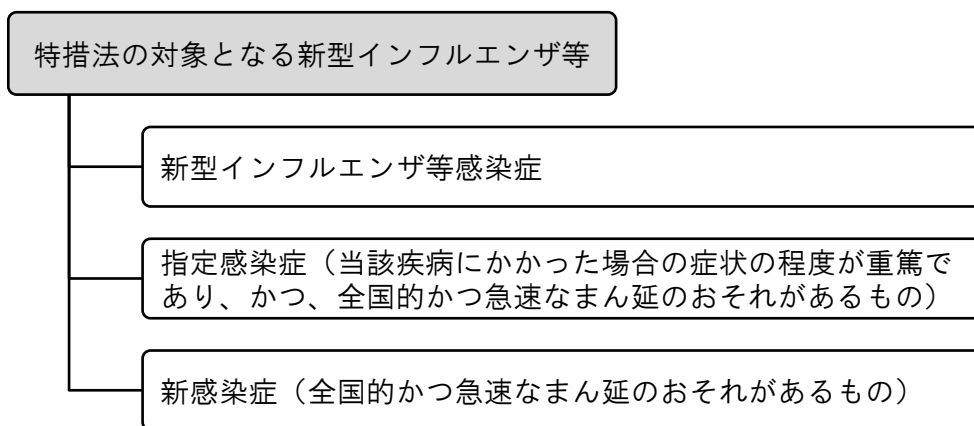 特措法の対象となる新型インフルエンザ等
新型インフルエンザ等感染症
指定感染症（当該疾病にかかった場合の症状の程度が重篤で
あり、かつ、全国的かつ急速なまん延のおそれがあるもの）
新感染症（全国的かつ急速なまん延のおそれがあるもの）